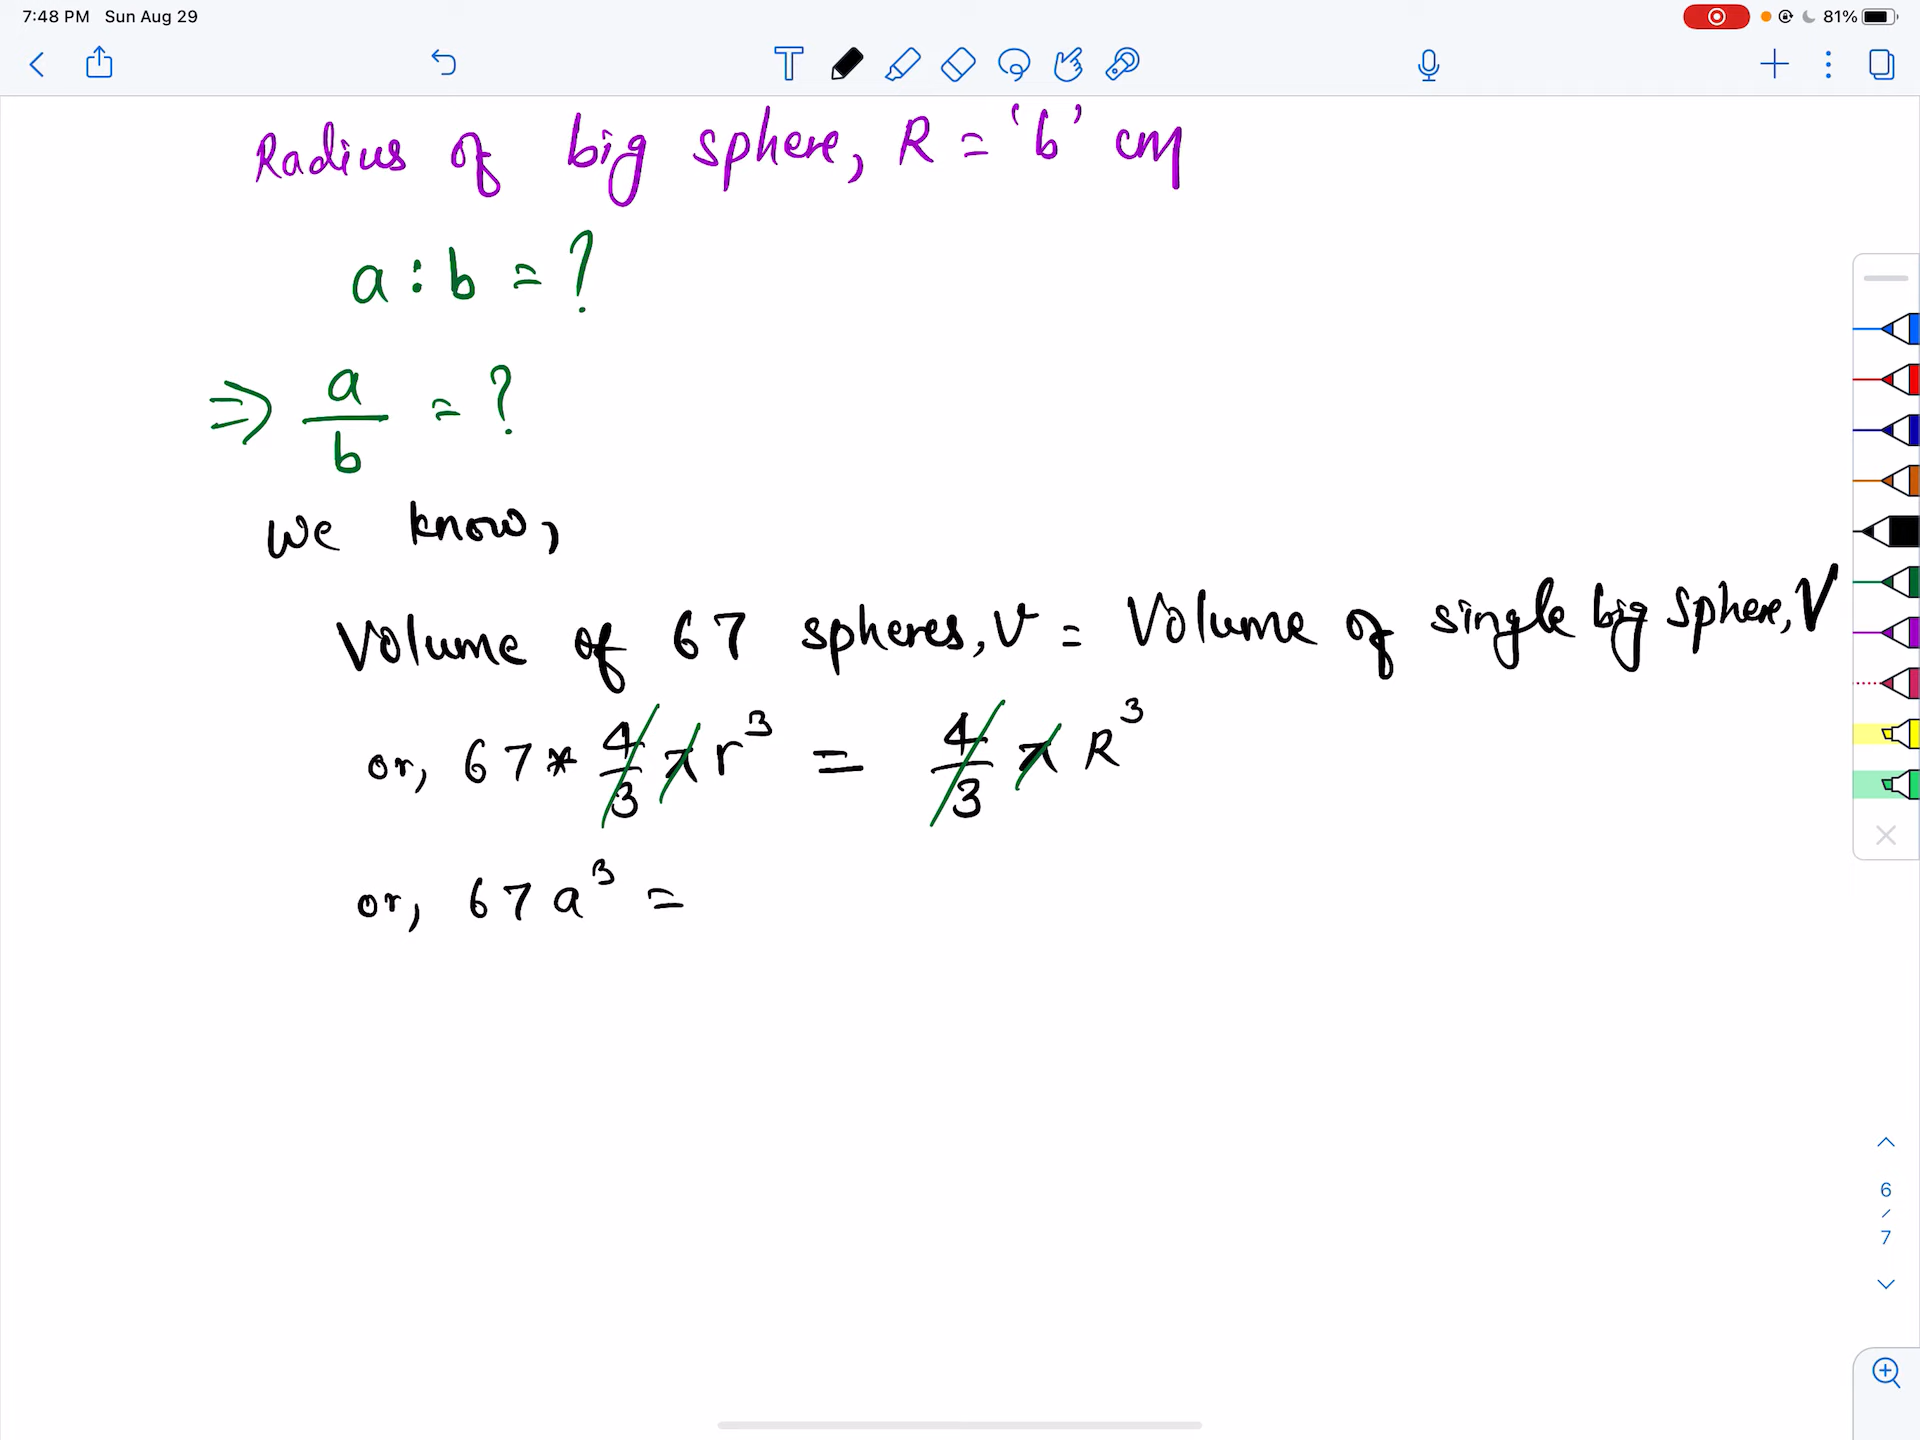 7:48 PM Sun Aug 29
81%
T
Radius of big sphere, R = 'b' cm
a : b = ?
⇒ a/b = ?
We know,
Volume of 67 spheres, V = Volume of single big sphere, V
or, 67 * 4/3 π r³ = 4/3 π R³
or, 67 a³ =
6
/
7